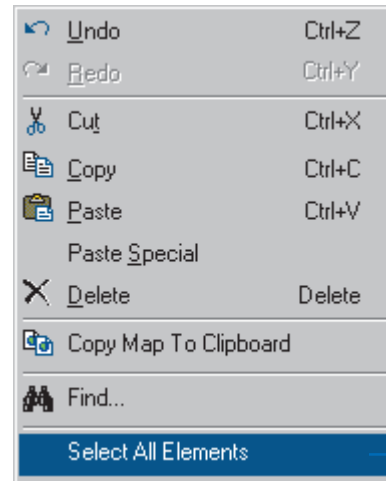 Undo Ctrl+Z
Redo Ctrl+Y
Cut Ctrl+X
Copy Ctrl+C
Paste Ctrl+V
Paste Special
Delete Delete
Copy Map To Clipboard
Find...
Select All Elements